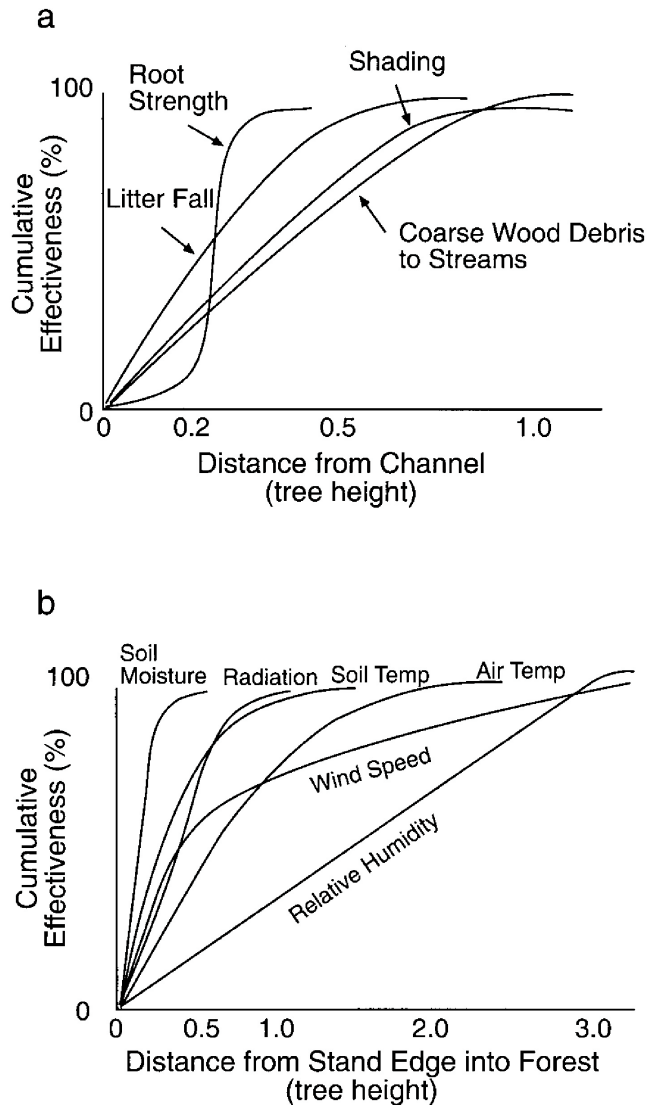 a
100
Root
Strength
Shading
Litter Fall
Coarse Wood Debris
to Streams
Cumulative
Effectiveness (%)
0
0 0.2 0.5 1.0
Distance from Channel
(tree height)
b
100
Soil
Moisture
Radiation
Soil Temp
Air Temp
Wind Speed
Relative Humidity
Cumulative
Effectiveness (%)
0
0 0.5 1.0 2.0 3.0
Distance from Stand Edge into Forest
(tree height)